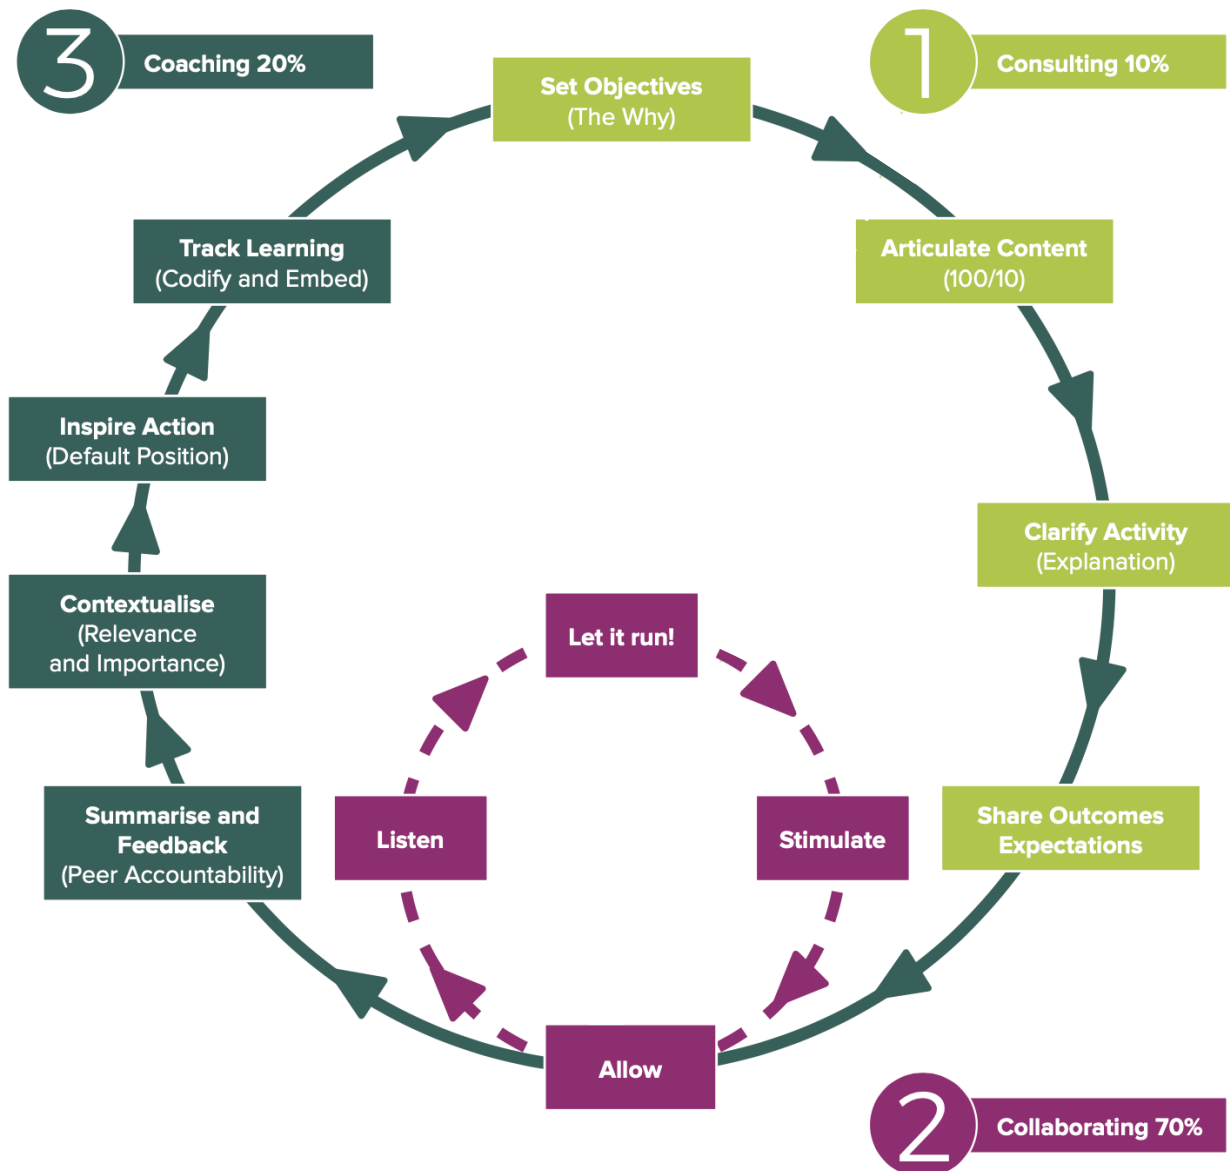 3
Coaching 20%
1
Consulting 10%
Set Objectives
(The Why)
Articulate Content
(100/10)
Clarify Activity
(Explanation)
Share Outcomes
Expectations
2
Collaborating 70%
Let it run!
Stimulate
Allow
Listen
Summarise and
Feedback
(Peer Accountability)
Contextualise
(Relevance
and Importance)
Inspire Action
(Default Position)
Track Learning
(Codify and Embed)